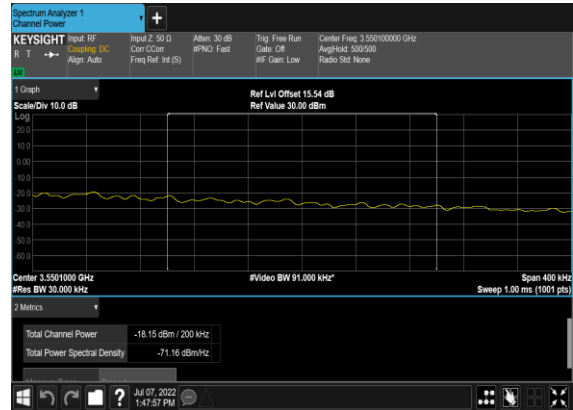 Spectrum Analyzer 1
Channel Power
KEYSIGHT Input: RF Input Z: 50 Ω Atten: 30 dB Trig: Free Run Center Freq: 3.550100000 GHz
R T Coupling: DC Corr CCorr #PNO: Fast Gate: Off Avg|Hold: 500/500
Align: Auto Freq Ref: Int (S) #IF Gain: Low Radio Std: None
LXI
1 Graph Ref Lvl Offset 15.54 dB
Scale/Div 10.0 dB Ref Value 30.00 dBm
Log
20.0
10.0
0.00
-10.0
-20.0
-30.0
-40.0
-50.0
-60.0
Center 3.5501000 GHz #Video BW 91.000 kHz* Span 400 kHz
#Res BW 30.000 kHz Sweep 1.00 ms (1001 pts)
2 Metrics
Total Channel Power -18.15 dBm / 200 kHz
Total Power Spectral Density -71.16 dBm/Hz
?
Jul 07, 2022
1:47:57 PM